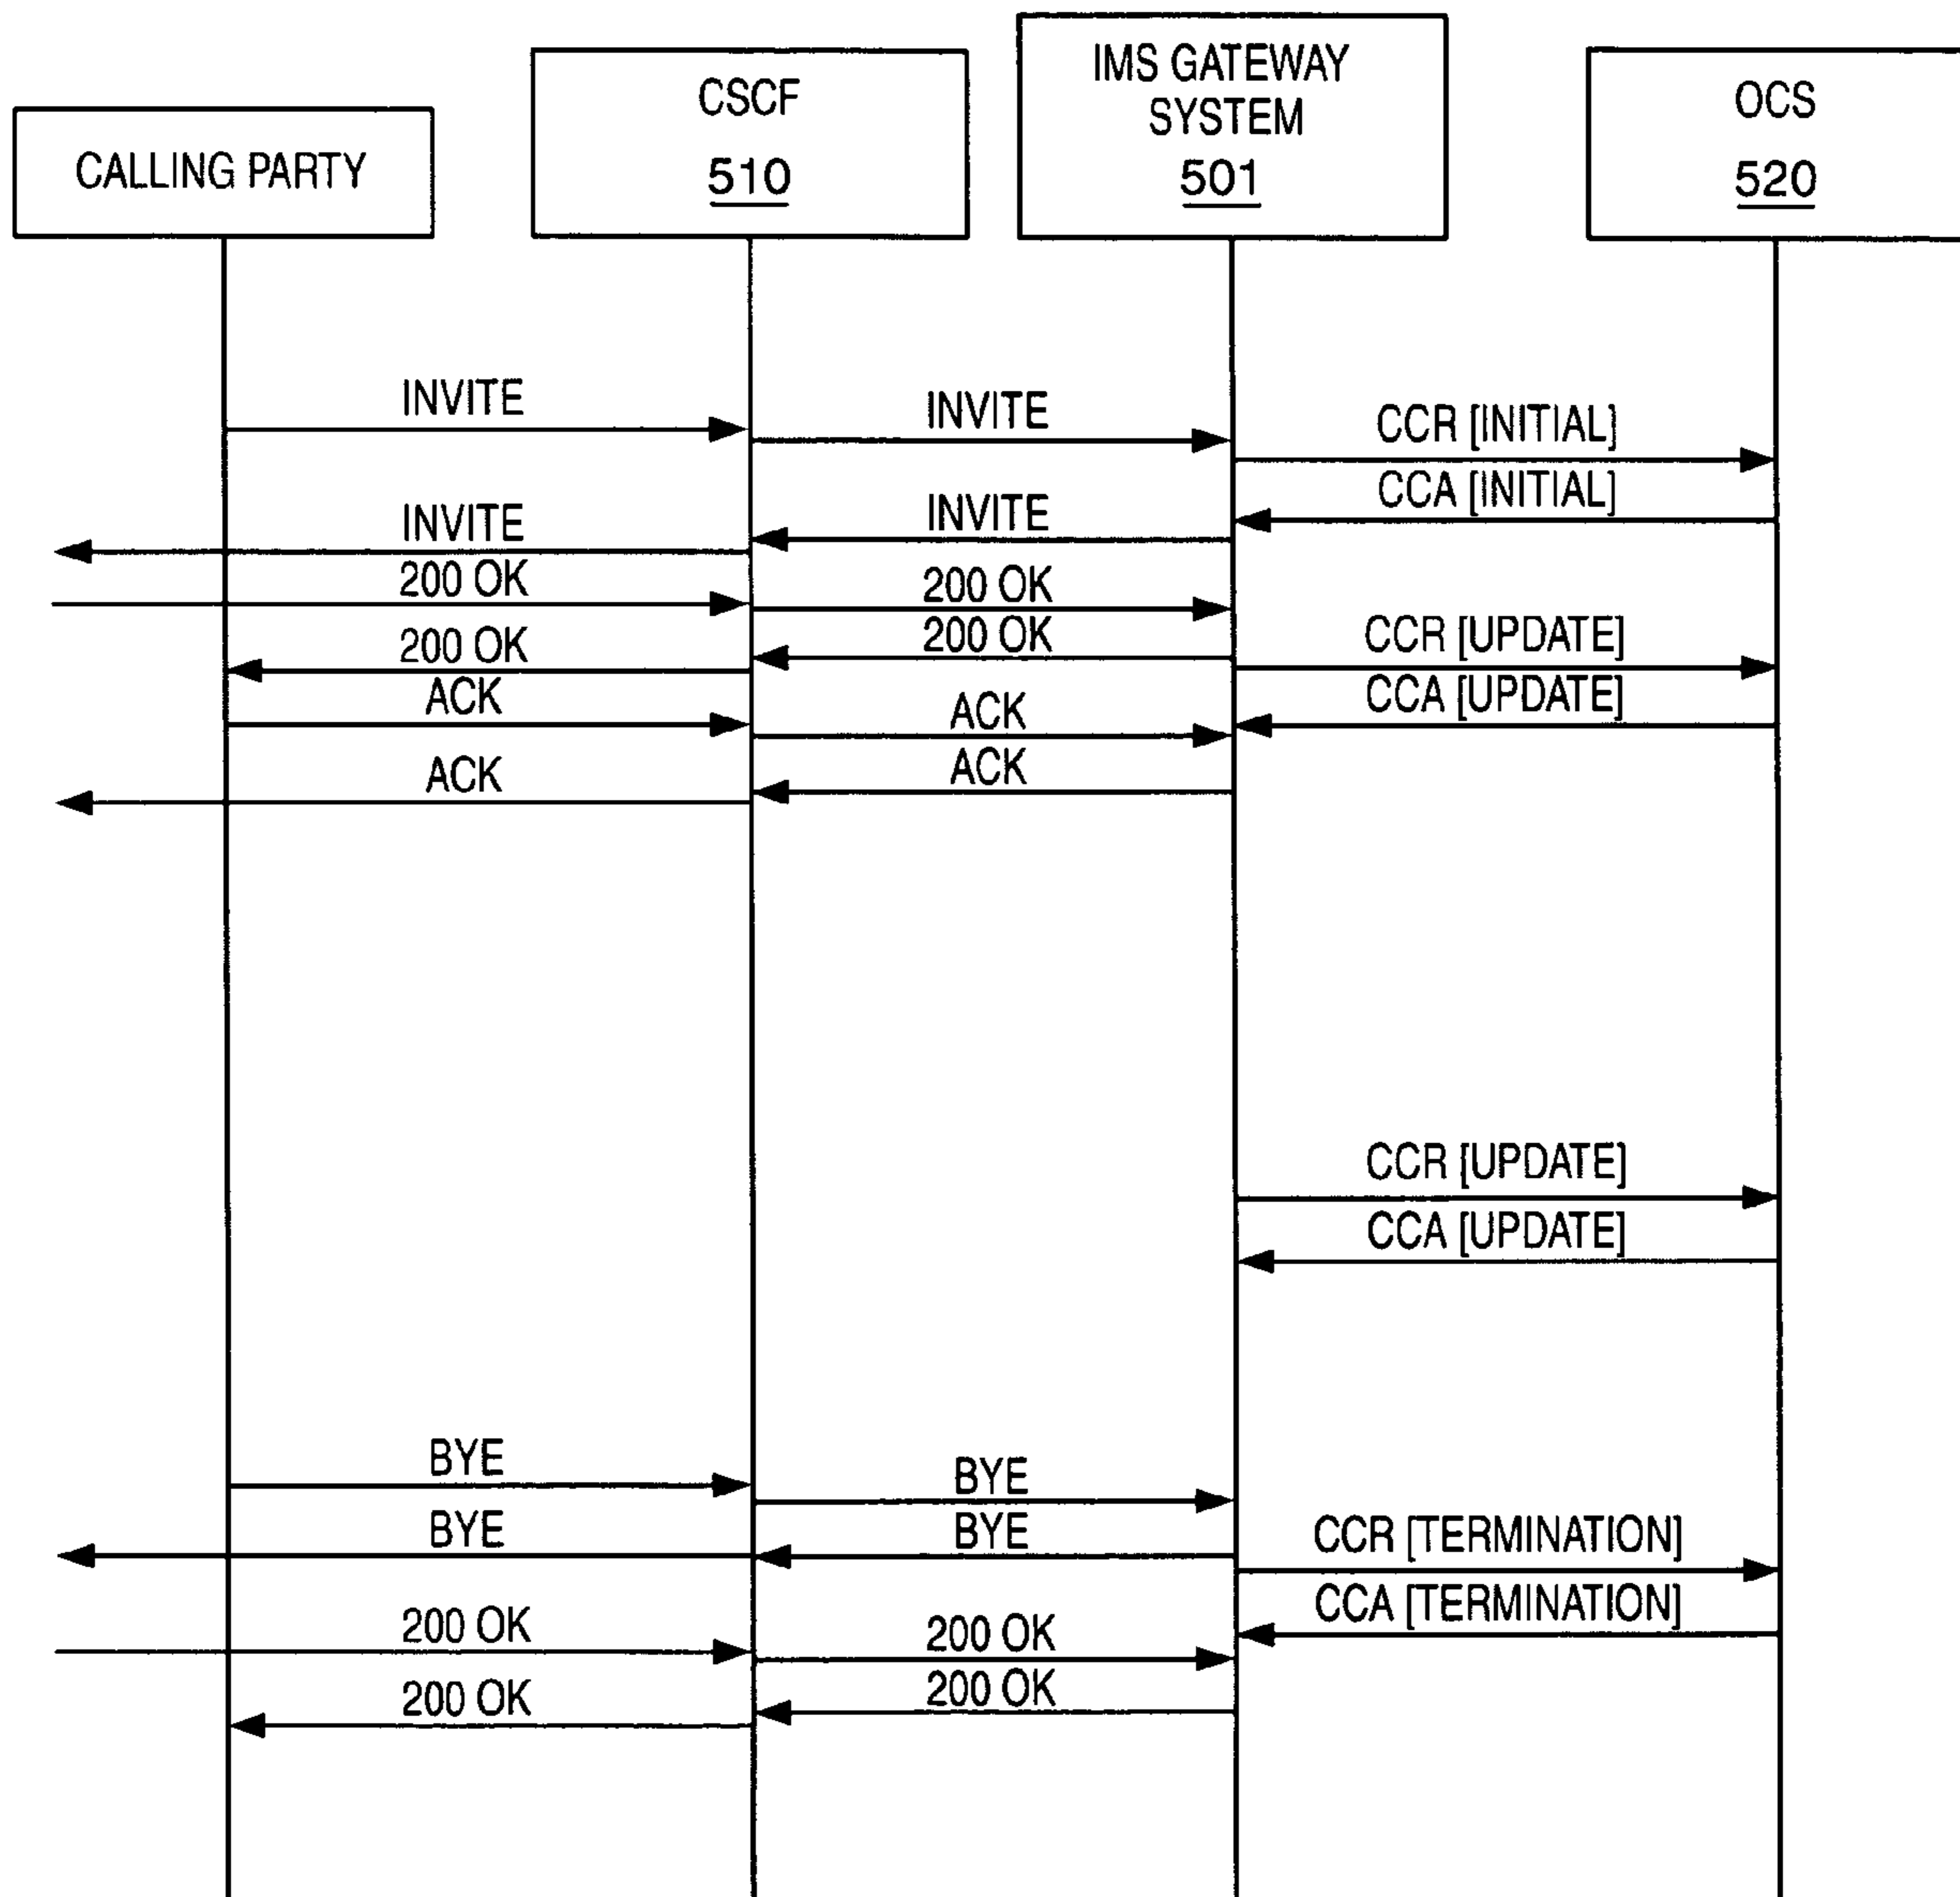 CALLING PARTY
CSCF
510
IMS GATEWAY
SYSTEM
501
OCS
520
INVITE
INVITE
CCR [INITIAL]
CCA [INITIAL]
INVITE
INVITE
200 OK
200 OK
200 OK
200 OK
CCR [UPDATE]
CCA [UPDATE]
ACK
ACK
ACK
ACK
CCR [UPDATE]
CCA [UPDATE]
BYE
BYE
BYE
BYE
CCR [TERMINATION]
CCA [TERMINATION]
200 OK
200 OK
200 OK
200 OK